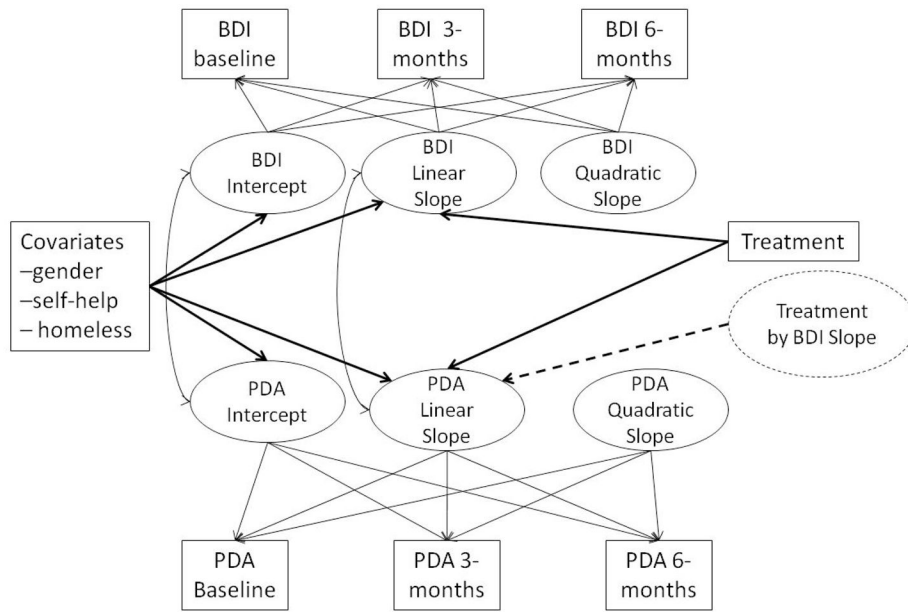 BDI
baseline
BDI 3-
months
BDI 6-
months
BDI
Intercept
BDI
Linear
Slope
BDI
Quadratic
Slope
Covariates
–gender
–self-help
– homeless
Treatment
Treatment
by BDI Slope
PDA
Intercept
PDA
Linear
Slope
PDA
Quadratic
Slope
PDA
Baseline
PDA 3-
months
PDA 6-
months